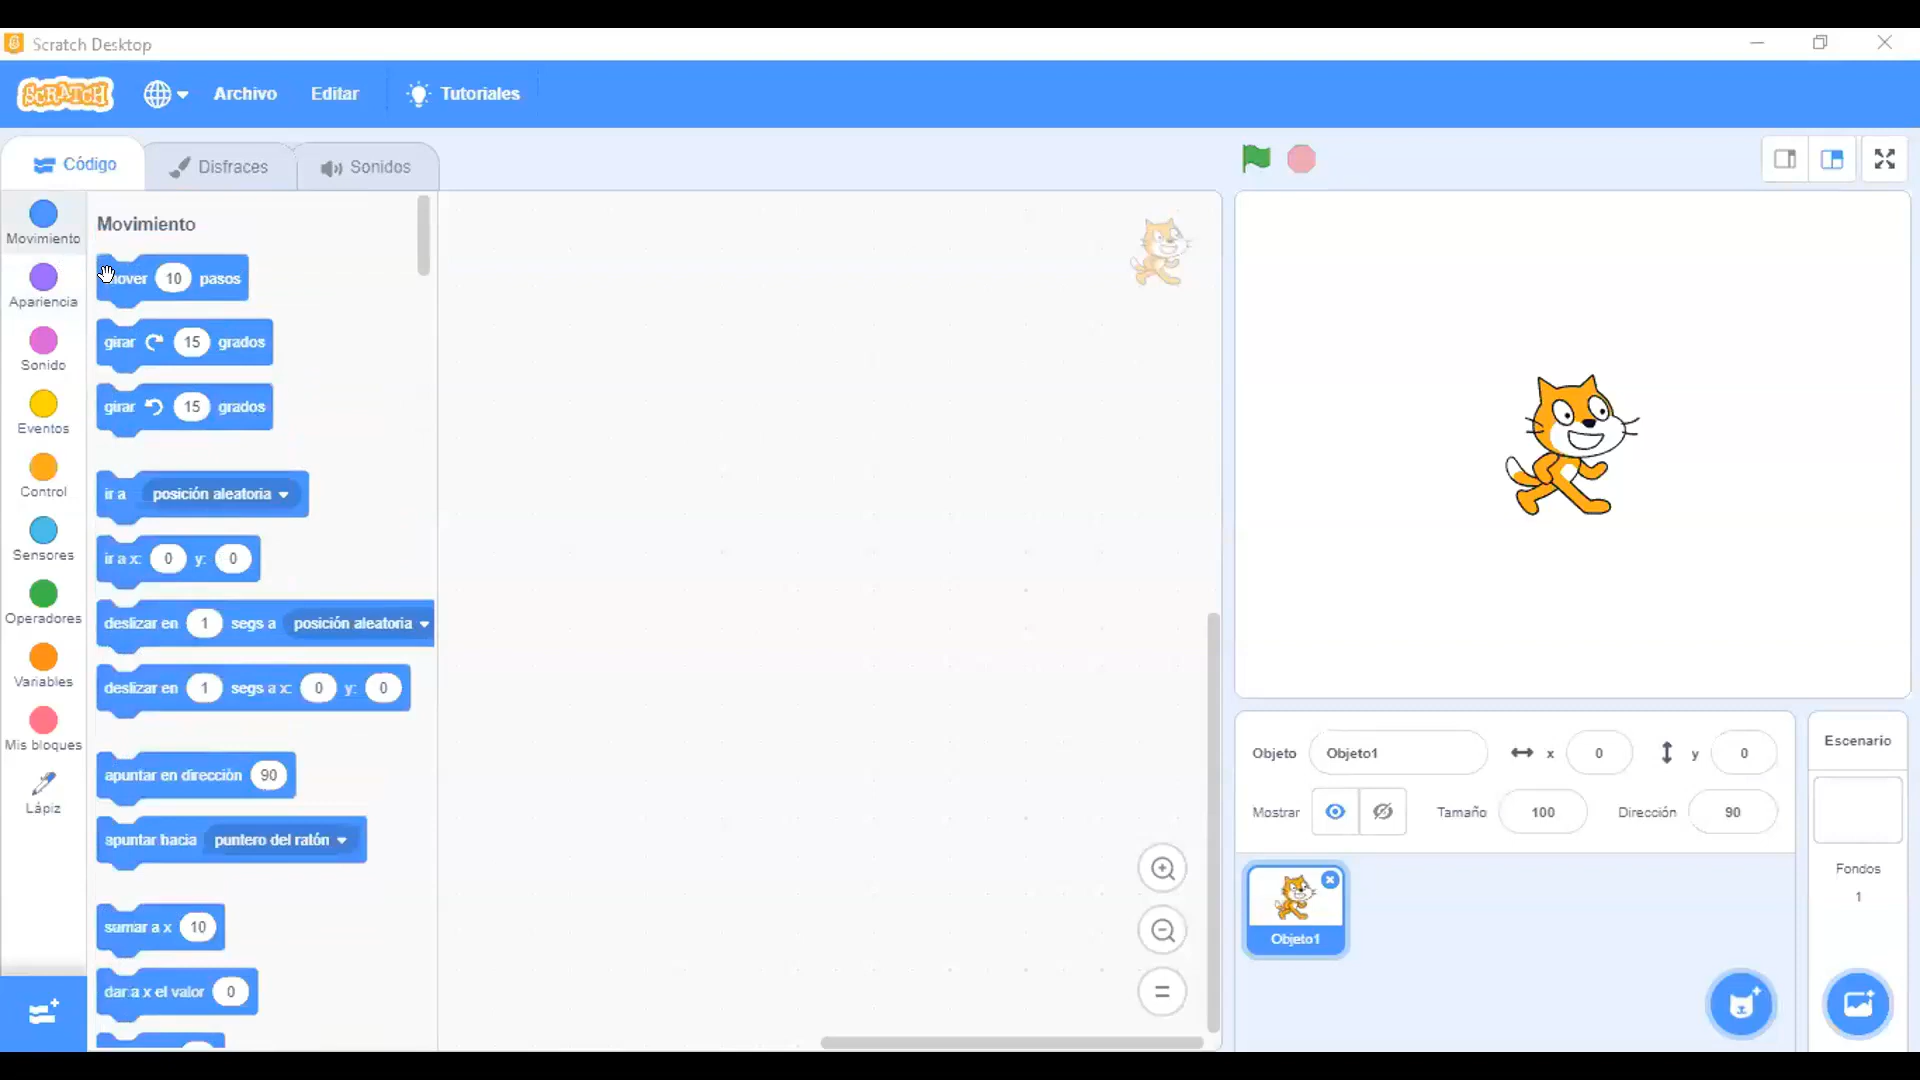 Scratch Desktop
SCRATCH
Archivo
Editar
Tutoriales
Código
Disfraces
Sonidos
Movimiento
Apariencia
Sonido
Eventos
Control
Sensores
Operadores
Variables
Mis bloques
Lápiz
Movimiento
mover 10 pasos
girar 15 grados
girar 15 grados
ir a posición aleatoria
ir a x: 0 y: 0
deslizar en 1 segs a posición aleatoria
deslizar en 1 segs a x: 0 y: 0
apuntar en dirección 90
apuntar hacia puntero del ratón
sumar a x 10
dar a x el valor 0
Objeto Objeto1 x 0 y 0
Mostrar Tamaño 100 Dirección 90
Objeto1
Escenario
Fondos
1